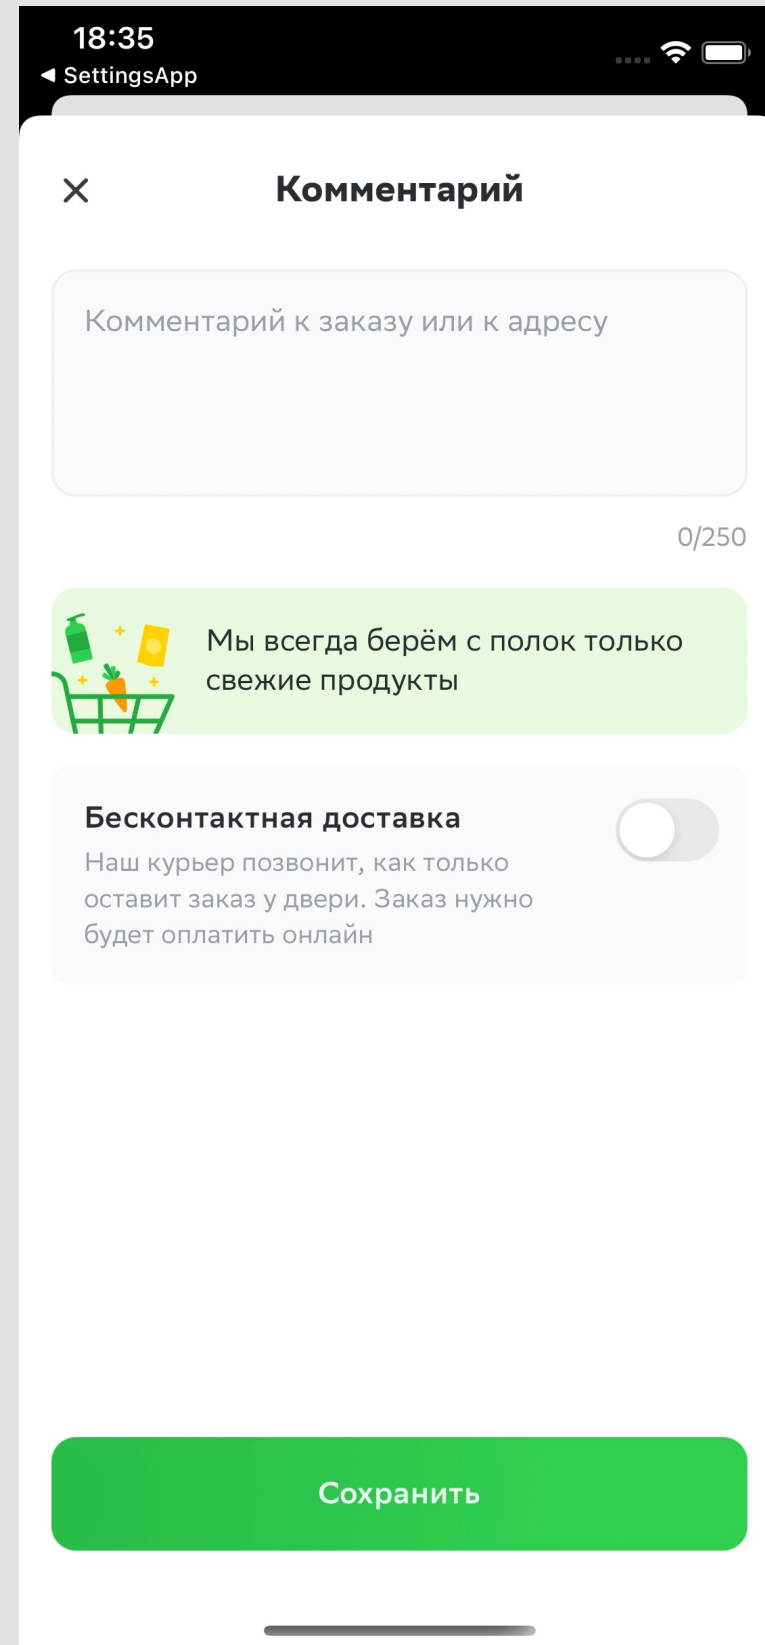 18:35
◀ SettingsApp
Комментарий
Комментарий к заказу или к адресу
0/250
Мы всегда берём с полок только
свежие продукты
Бесконтактная доставка
Наш курьер позвонит, как только
оставит заказ у двери. Заказ нужно
будет оплатить онлайн
Сохранить